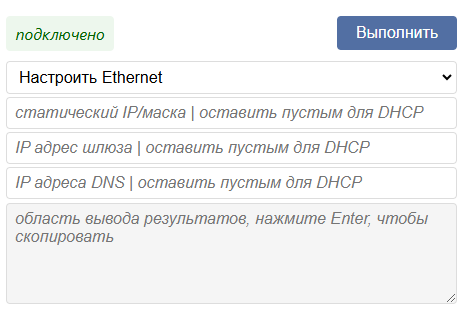 подключено
Выполнить
Настроить Ethernet
статический IP/маска | оставить пустым для DHCP
IP адрес шлюза | оставить пустым для DHCP
IP адреса DNS | оставить пустым для DHCP
область вывода результатов, нажмите Enter, чтобы
скопировать